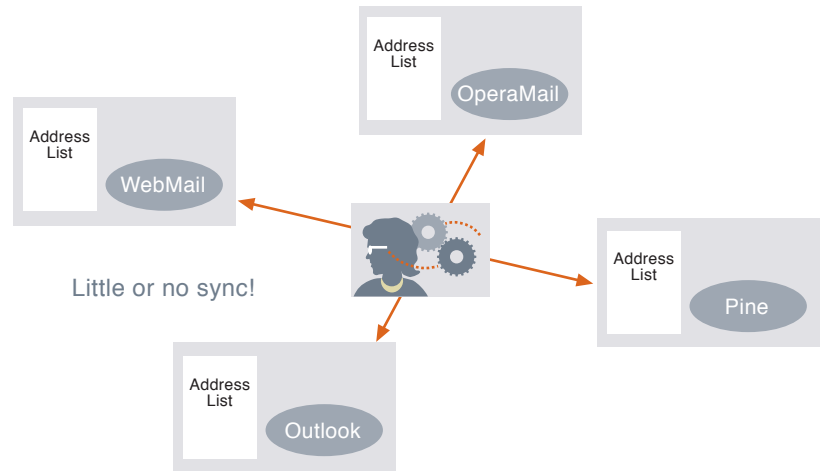 Address
List
OperaMail
Address
List
WebMail
Address
List
Pine
Little or no sync!
Address
List
Outlook